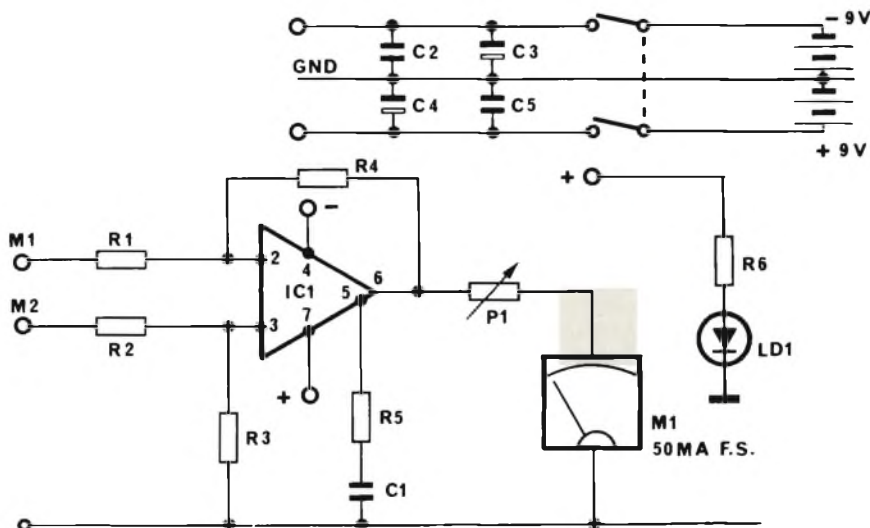 - 9V
C2
C3
GND
C4
C5
+ 9V
R4
+
-
M1
R1
2
4
R6
IC1
6
5
P1
M2
3
7
LD1
R2
+
R5
M1
R3
50MA F.S.
C1